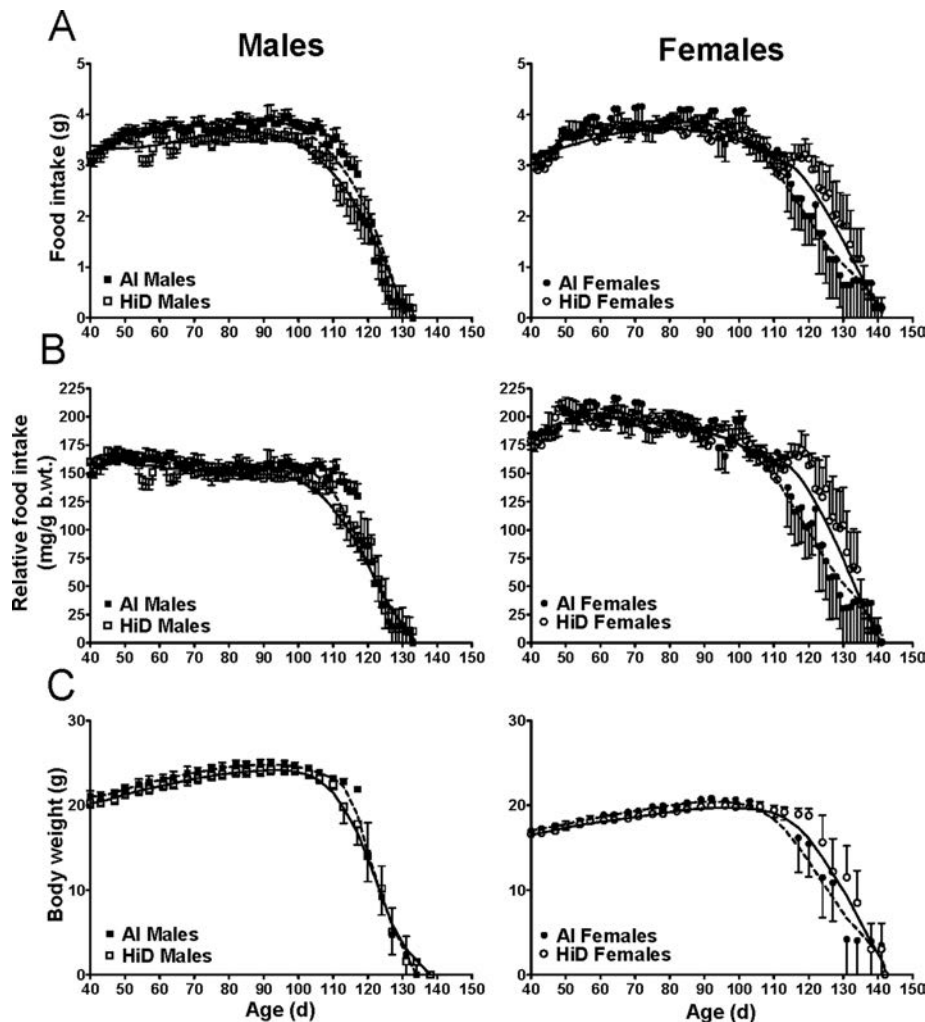 A
Males
Females
Food intake (g)
5
4
3
2
1
0
AI Males
HiD Males
40 50 60 70 80 90 100 110 120 130 140 150
5
4
3
2
1
0
AI Females
HiD Females
40 50 60 70 80 90 100 110 120 130 140 150
B
Relative food intake
(mg/g b.wt.)
225
200
175
150
125
100
75
50
25
0
AI Males
HiD Males
40 50 60 70 80 90 100 110 120 130 140 150
225
200
175
150
125
100
75
50
25
0
AI Females
HiD Females
40 50 60 70 80 90 100 110 120 130 140 150
C
Body weight (g)
30
20
10
0
AI Males
HiD Males
40 50 60 70 80 90 100 110 120 130 140 150
Age (d)
30
20
10
0
AI Females
HiD Females
40 50 60 70 80 90 100 110 120 130 140 150
Age (d)